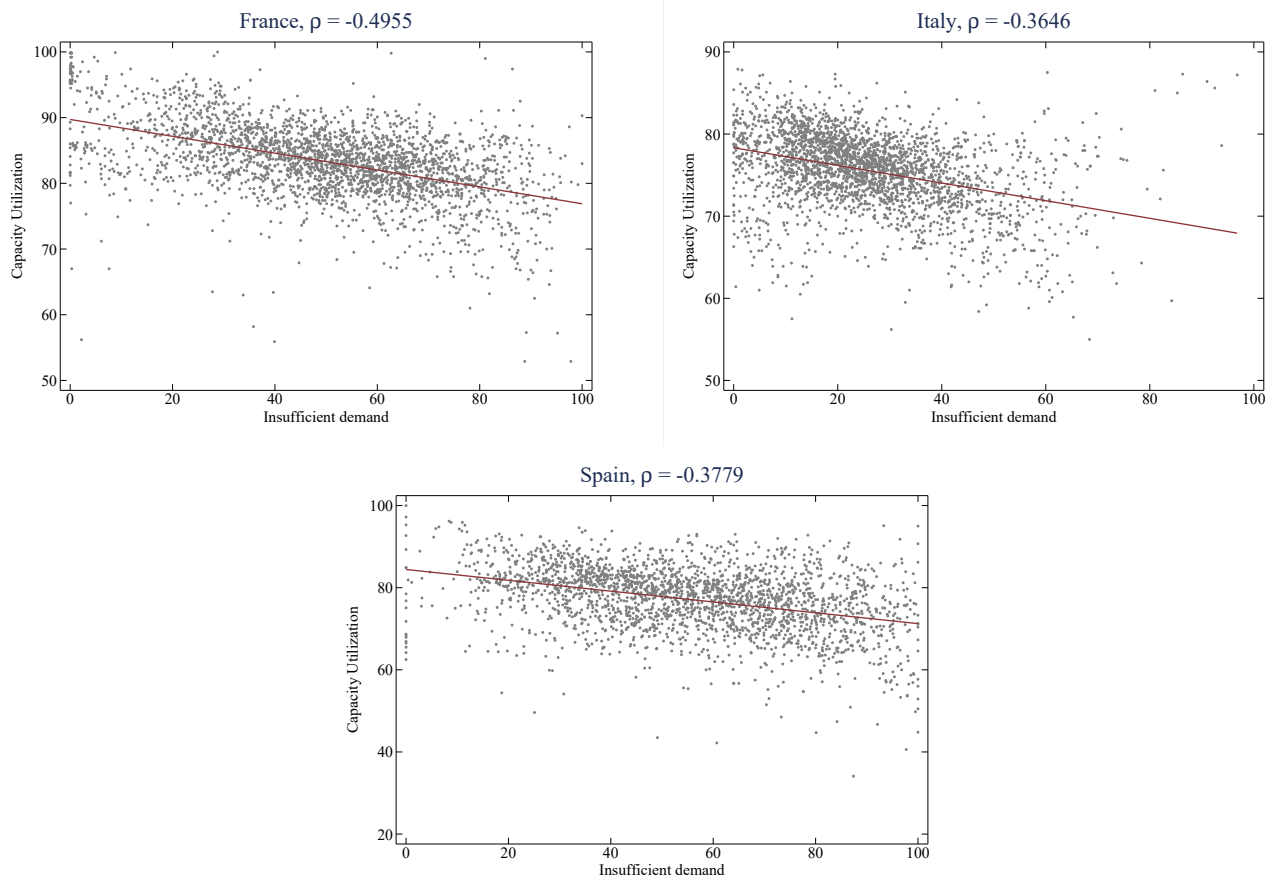 France, ρ = -0.4955
100
90
80
70
60
50
Capacity Utilization
0 20 40 60 80 100
Insufficient demand
Italy, ρ = -0.3646
90
80
70
60
50
Capacity Utilization
0 20 40 60 80 100
Insufficient demand
Spain, ρ = -0.3779
100
80
60
40
20
Capacity Utilization
0 20 40 60 80 100
Insufficient demand